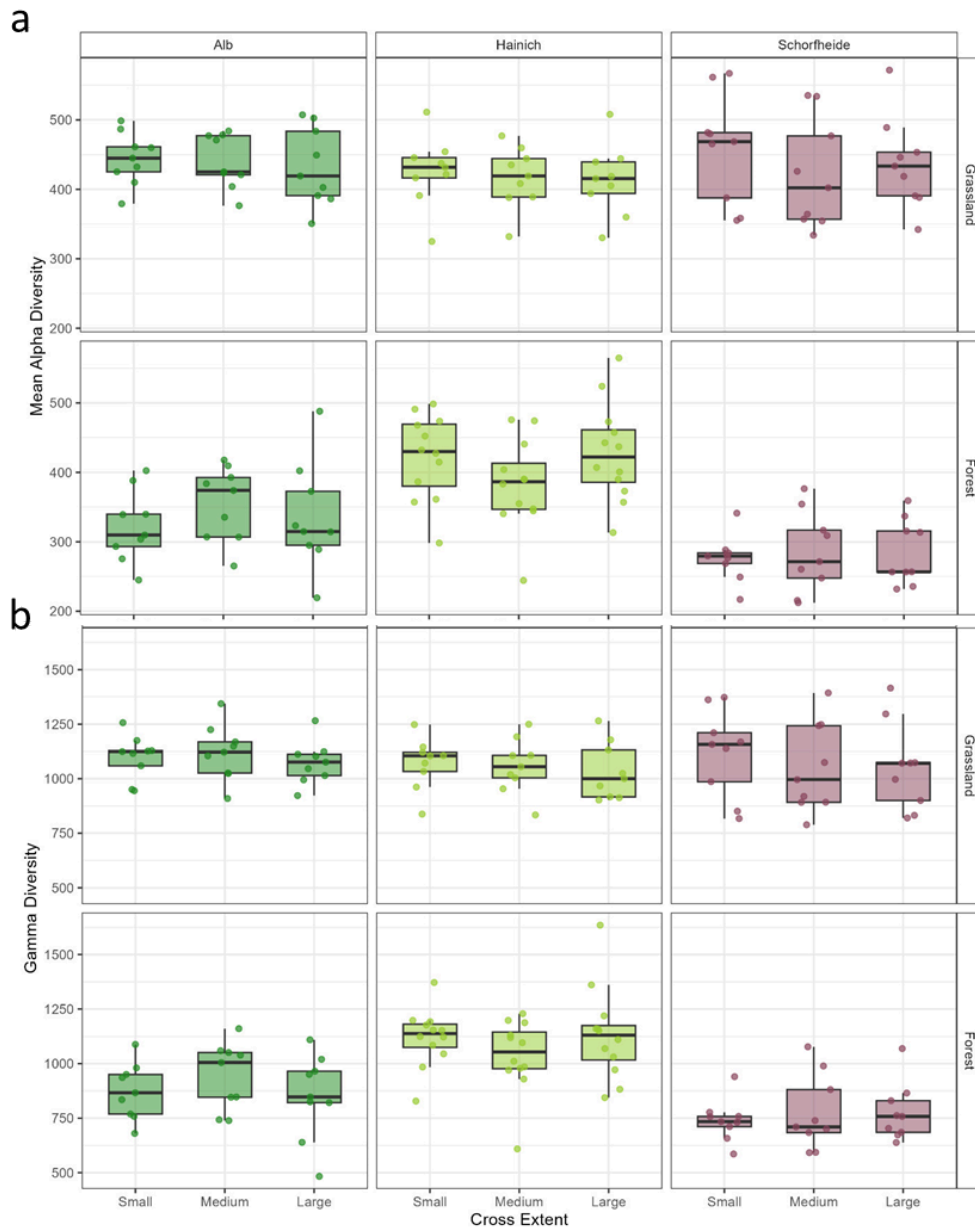 a
Alb Hainich Schorfheide
500
400
300
200
Grassland
Mean Alpha Diversity
500
400
300
200
Forest
b
1500
1250
1000
750
500
Grassland
Gamma Diversity
1500
1250
1000
750
500
Forest
Small Medium Large Small Medium Large Small Medium Large
Cross Extent